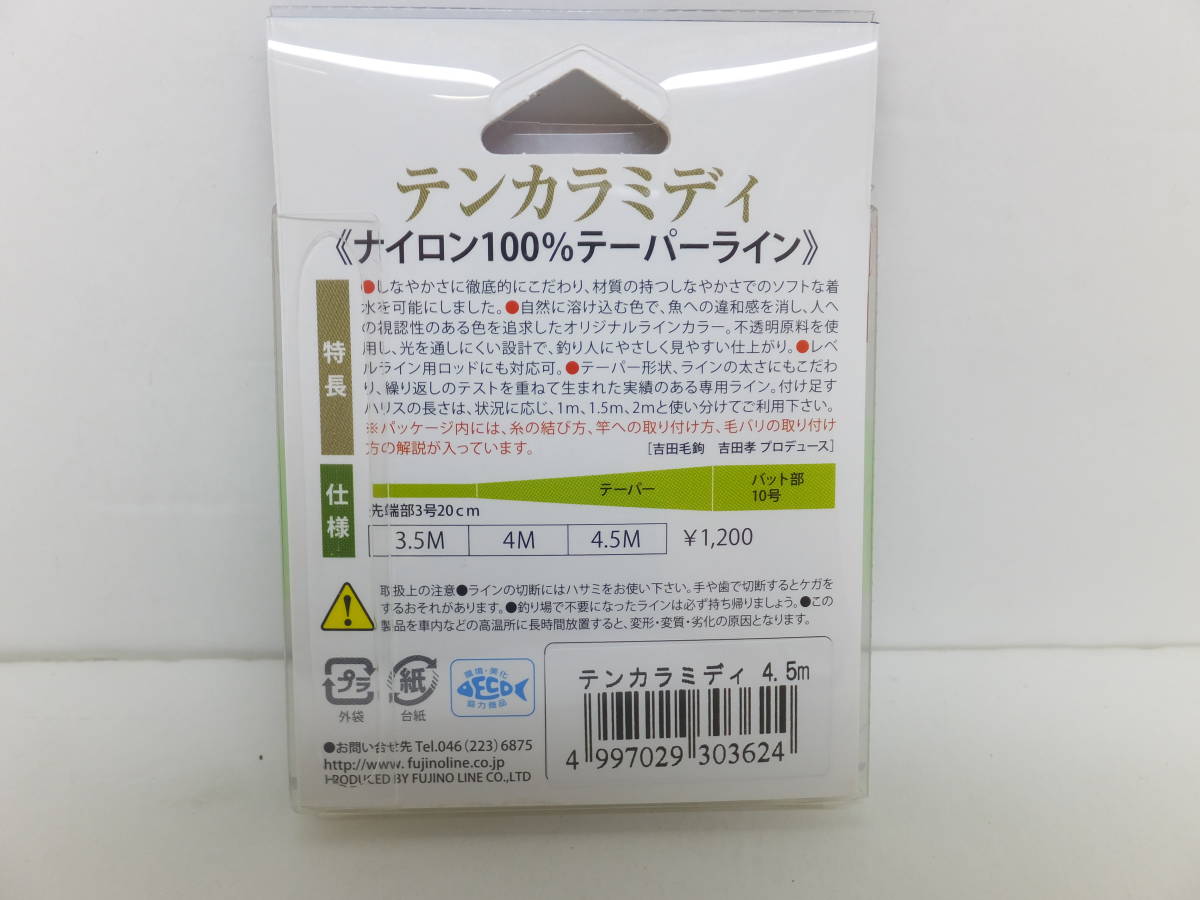 テンカラミディ
《ナイロン100%テーパーライン》
特長
●しなやかさに徹底的にこだわり、材質の持つしなやかさでのソフトな着
水を可能にしました。●自然に溶け込む色で、魚への違和感を消し、人へ
の視認性のある色を追求したオリジナルラインカラー。不透明原料を使
用し、光を通しにくい設計で、釣り人にやさしく見やすい仕上がり。●レベ
ルライン用ロッドにも対応可。●テーパー形状、ラインの太さにもこだわ
り、繰り返しのテストを重ねて生まれた実績のある専用ライン。付け足す
ハリスの長さは、状況に応じ、1m、1.5m、2mと使い分けてご利用下さい。
※パッケージ内には、糸の結び方、竿への取り付け方、毛バリの取り付け
方の解説が入っています。
[吉田毛鉤 吉田孝 プロデュース]
仕様
テーパー
バット部
10号
先端部3号20cm
3.5M 4M 4.5M ¥1,200
取扱上の注意●ラインの切断にはハサミをお使い下さい。手や歯で切断するとケガを
するおそれがあります。●釣り場で不要になったラインは必ず持ち帰りましょう。●この
製品を車内などの高温所に長時間放置すると、変形・変質・劣化の原因となります。
プラ
外袋
紙
台紙
環境・美化
ECO
協力商品
テンカラミディ 4.5m
4 997029 303624
●お問い合せ先 Tel.046(223)6875
http://www.fujinoline.co.jp
PRODUCED BY FUJINO LINE CO.,LTD